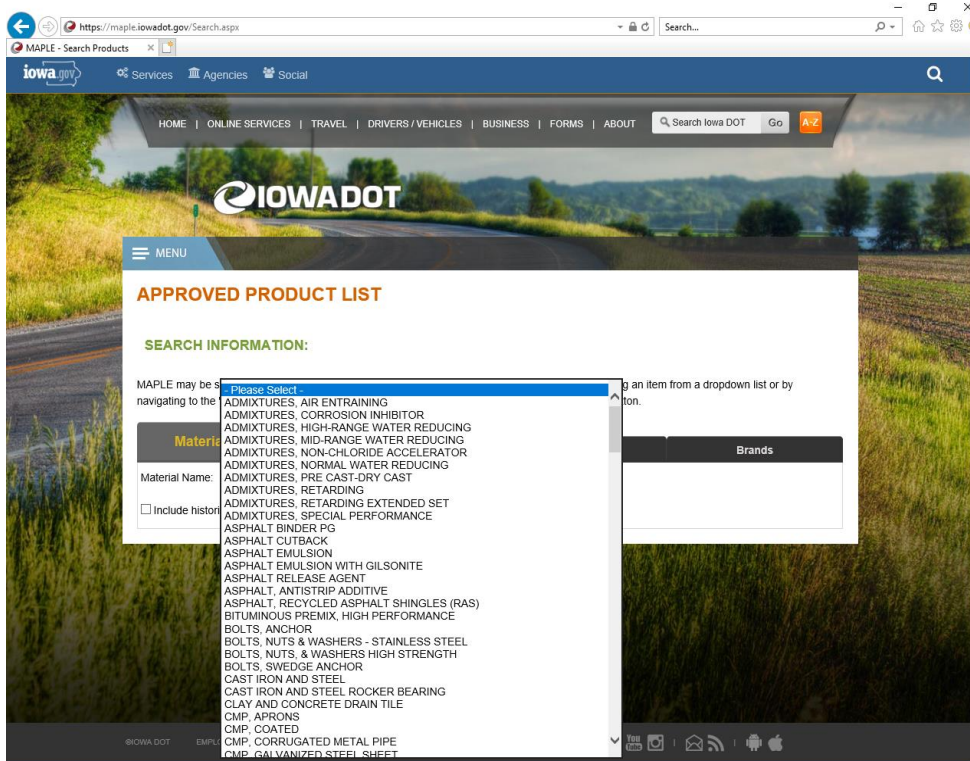 https://maple.iowadot.gov/Search.aspx
Search...
MAPLE - Search Products
iowa.gov Services Agencies Social
HOME | ONLINE SERVICES | TRAVEL | DRIVERS / VEHICLES | BUSINESS | FORMS | ABOUT Search Iowa DOT Go A-Z
IOWADOT
MENU
APPROVED PRODUCT LIST
SEARCH INFORMATION:
MAPLE may be s g an item from a dropdown list or by
navigating to the ton.
Materia Brands
Material Name:
Include histori
- Please Select -
ADMIXTURES, AIR ENTRAINING
ADMIXTURES, CORROSION INHIBITOR
ADMIXTURES, HIGH-RANGE WATER REDUCING
ADMIXTURES, MID-RANGE WATER REDUCING
ADMIXTURES, NON-CHLORIDE ACCELERATOR
ADMIXTURES, NORMAL WATER REDUCING
ADMIXTURES, PRE CAST-DRY CAST
ADMIXTURES, RETARDING
ADMIXTURES, RETARDING EXTENDED SET
ADMIXTURES, SPECIAL PERFORMANCE
ASPHALT BINDER PG
ASPHALT CUTBACK
ASPHALT EMULSION
ASPHALT EMULSION WITH GILSONITE
ASPHALT RELEASE AGENT
ASPHALT, ANTISTRIP ADDITIVE
ASPHALT, RECYCLED ASPHALT SHINGLES (RAS)
BITUMINOUS PREMIX, HIGH PERFORMANCE
BOLTS, ANCHOR
BOLTS, NUTS & WASHERS - STAINLESS STEEL
BOLTS, NUTS, & WASHERS HIGH STRENGTH
BOLTS, SWEDGE ANCHOR
CAST IRON AND STEEL
CAST IRON AND STEEL ROCKER BEARING
CLAY AND CONCRETE DRAIN TILE
CMP, APRONS
CMP, COATED
CMP, CORRUGATED METAL PIPE
CMP, GALVANIZED STEEL SHEET
©IOWA DOT EMPL
You Tube